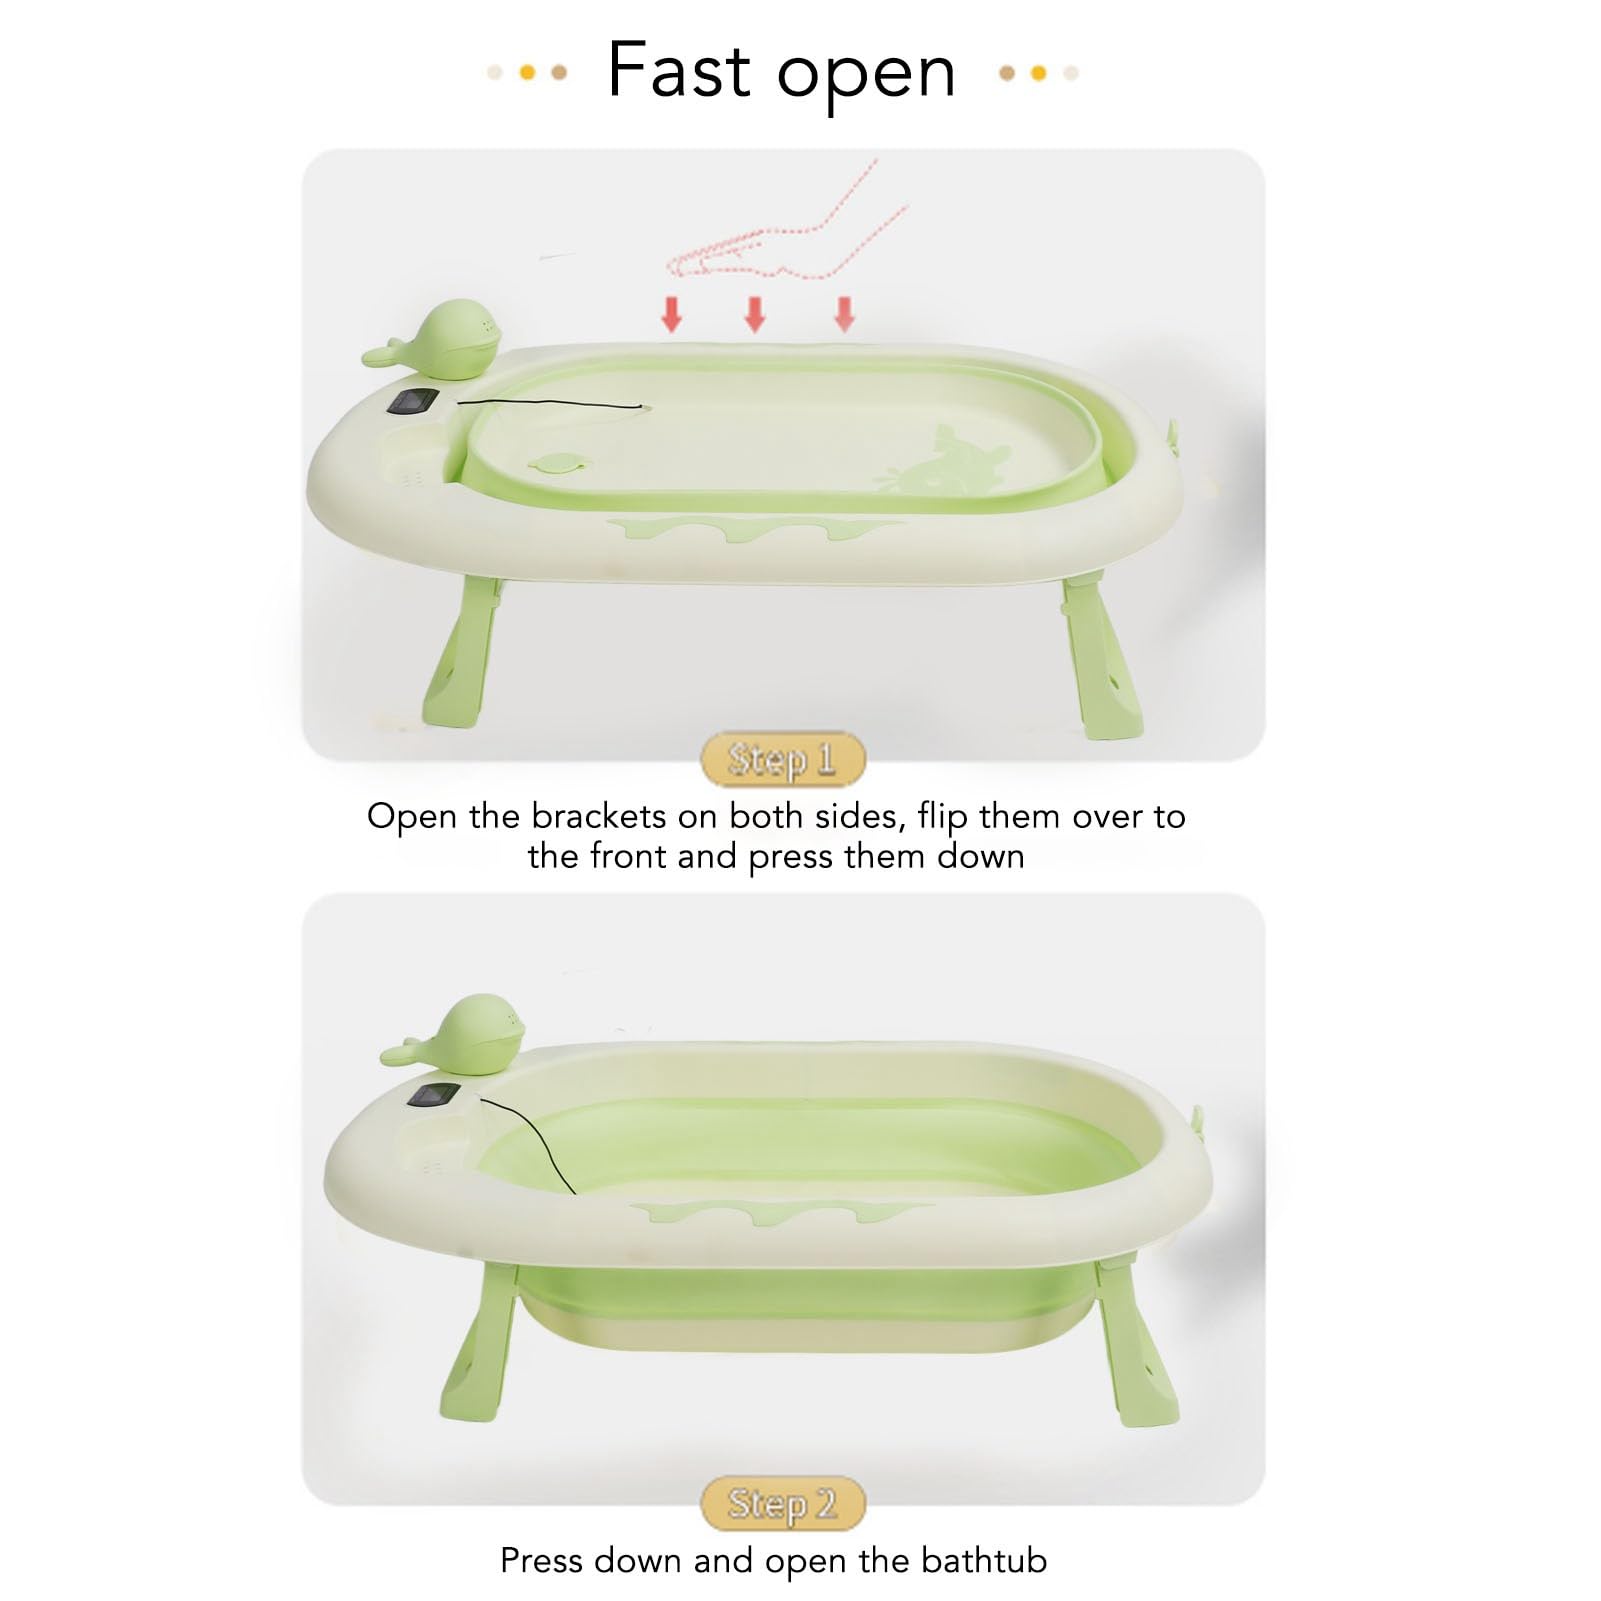 Fast open
Step 1
Open the brackets on both sides, flip them over to
the front and press them down
Step 2
Press down and open the bathtub